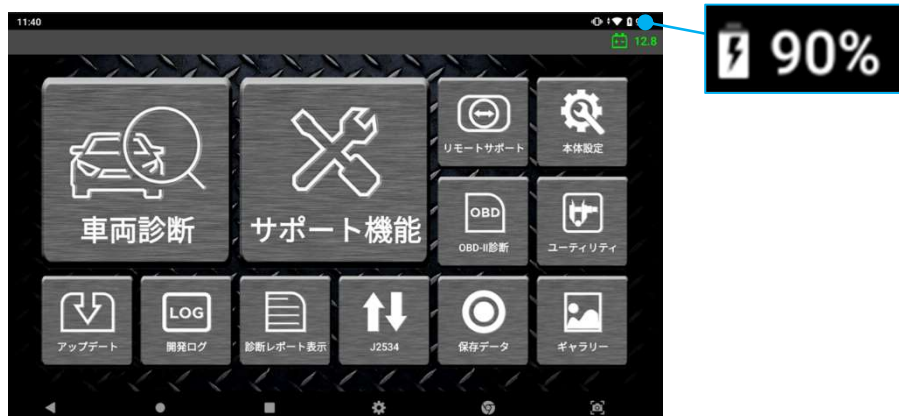 11:40
90%
12.8
車両診断
サポート機能
リモートサポート
本体設定
OBD
OBD-II診断
ユーティリティ
アップデート
LOG
開発ログ
診断レポート表示
J2534
保存データ
ギャラリー